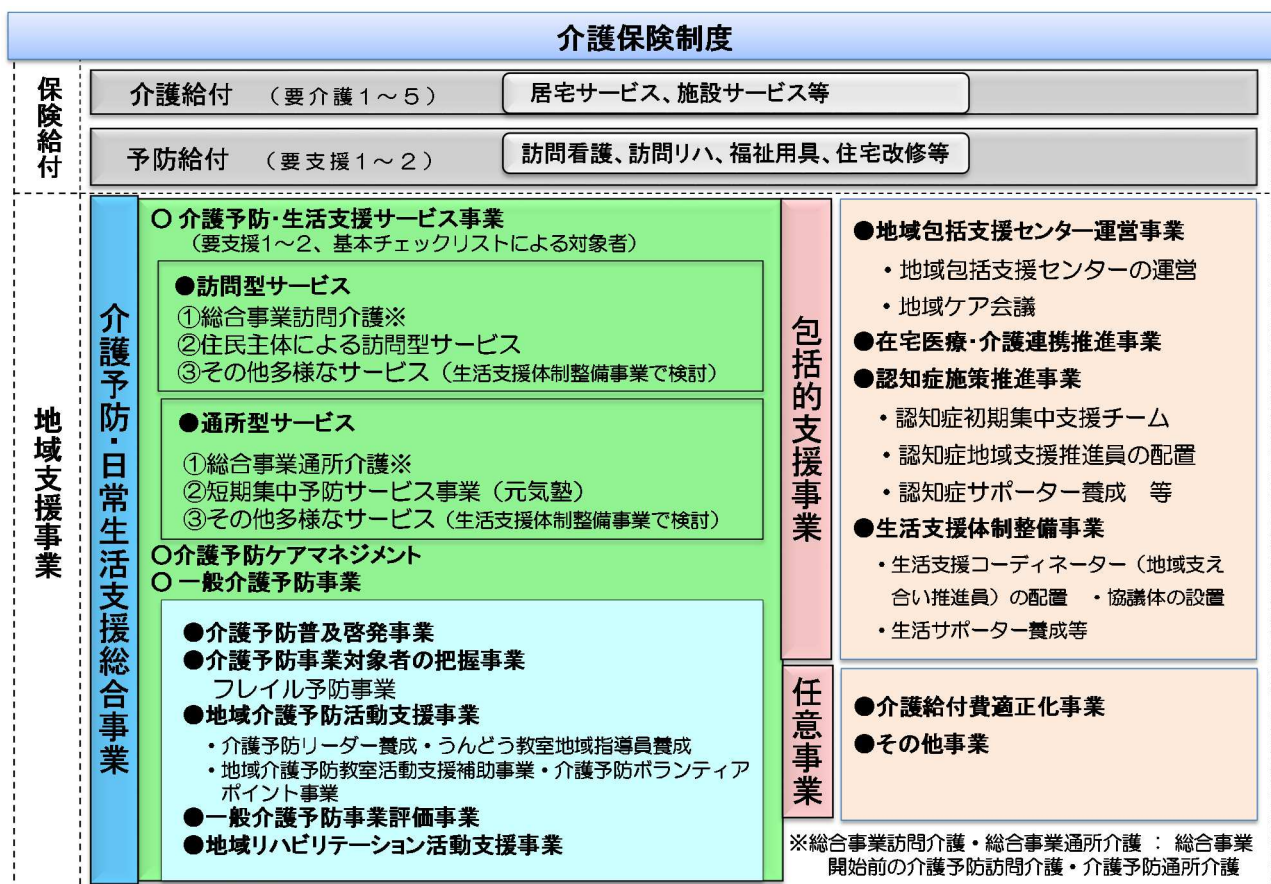 介護保険制度
保険給付
介護給付 （要介護１～５） 居宅サービス、施設サービス等
予防給付 （要支援１～２） 訪問看護、訪問リハ、福祉用具、住宅改修等
地域支援事業
介護予防・日常生活支援総合事業
○ 介護予防・生活支援サービス事業
（要支援1～2、基本チェックリストによる対象者）
●訪問型サービス
①総合事業訪問介護※
②住民主体による訪問型サービス
③その他多様なサービス（生活支援体制整備事業で検討）
●通所型サービス
①総合事業通所介護※
②短期集中予防サービス事業（元気塾）
③その他多様なサービス（生活支援体制整備事業で検討）
○介護予防ケアマネジメント
○ 一般介護予防事業
●介護予防普及啓発事業
●介護予防事業対象者の把握事業
フレイル予防事業
●地域介護予防活動支援事業
・介護予防リーダー養成・うんどう教室地域指導員養成
・地域介護予防教室活動支援補助事業・介護予防ボランティア
ポイント事業
●一般介護予防事業評価事業
●地域リハビリテーション活動支援事業
包括的支援事業
●地域包括支援センター運営事業
・地域包括支援センターの運営
・地域ケア会議
●在宅医療・介護連携推進事業
●認知症施策推進事業
・認知症初期集中支援チーム
・認知症地域支援推進員の配置
・認知症サポーター養成　等
●生活支援体制整備事業
・生活支援コーディネーター（地域支え
合い推進員）の配置　・協議体の設置
・生活サポーター養成等
任意事業
●介護給付費適正化事業
●その他事業
※総合事業訪問介護・総合事業通所介護 ： 総合事業
開始前の介護予防訪問介護・介護予防通所介護